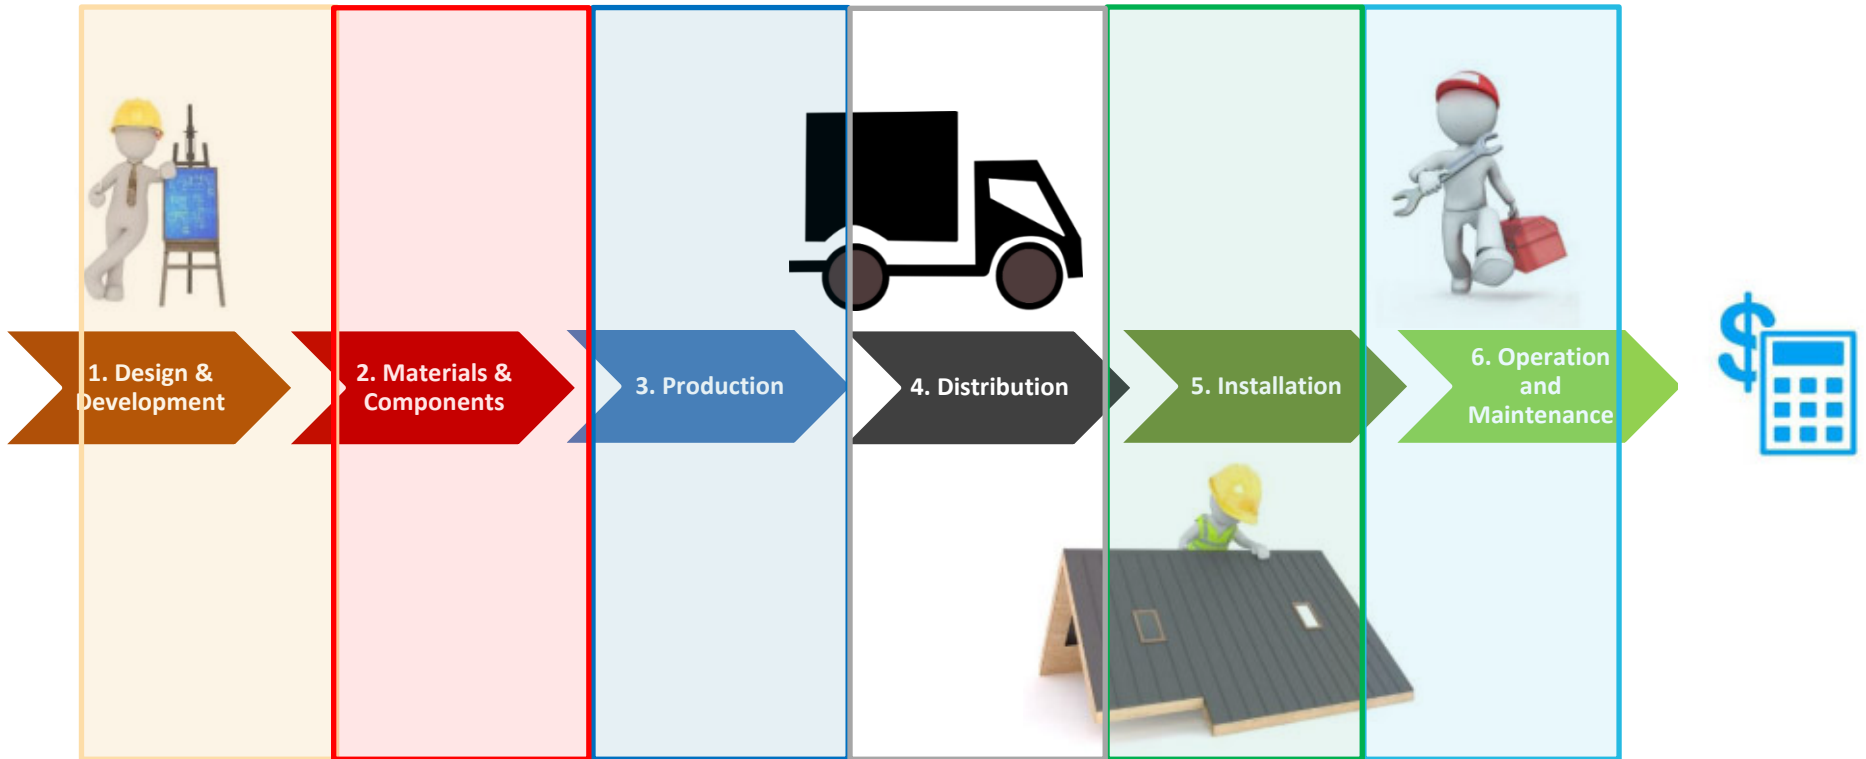 1. Design &
Development
2. Materials &
Components
3. Production
4. Distribution
5. Installation
6. Operation
and
Maintenance
$